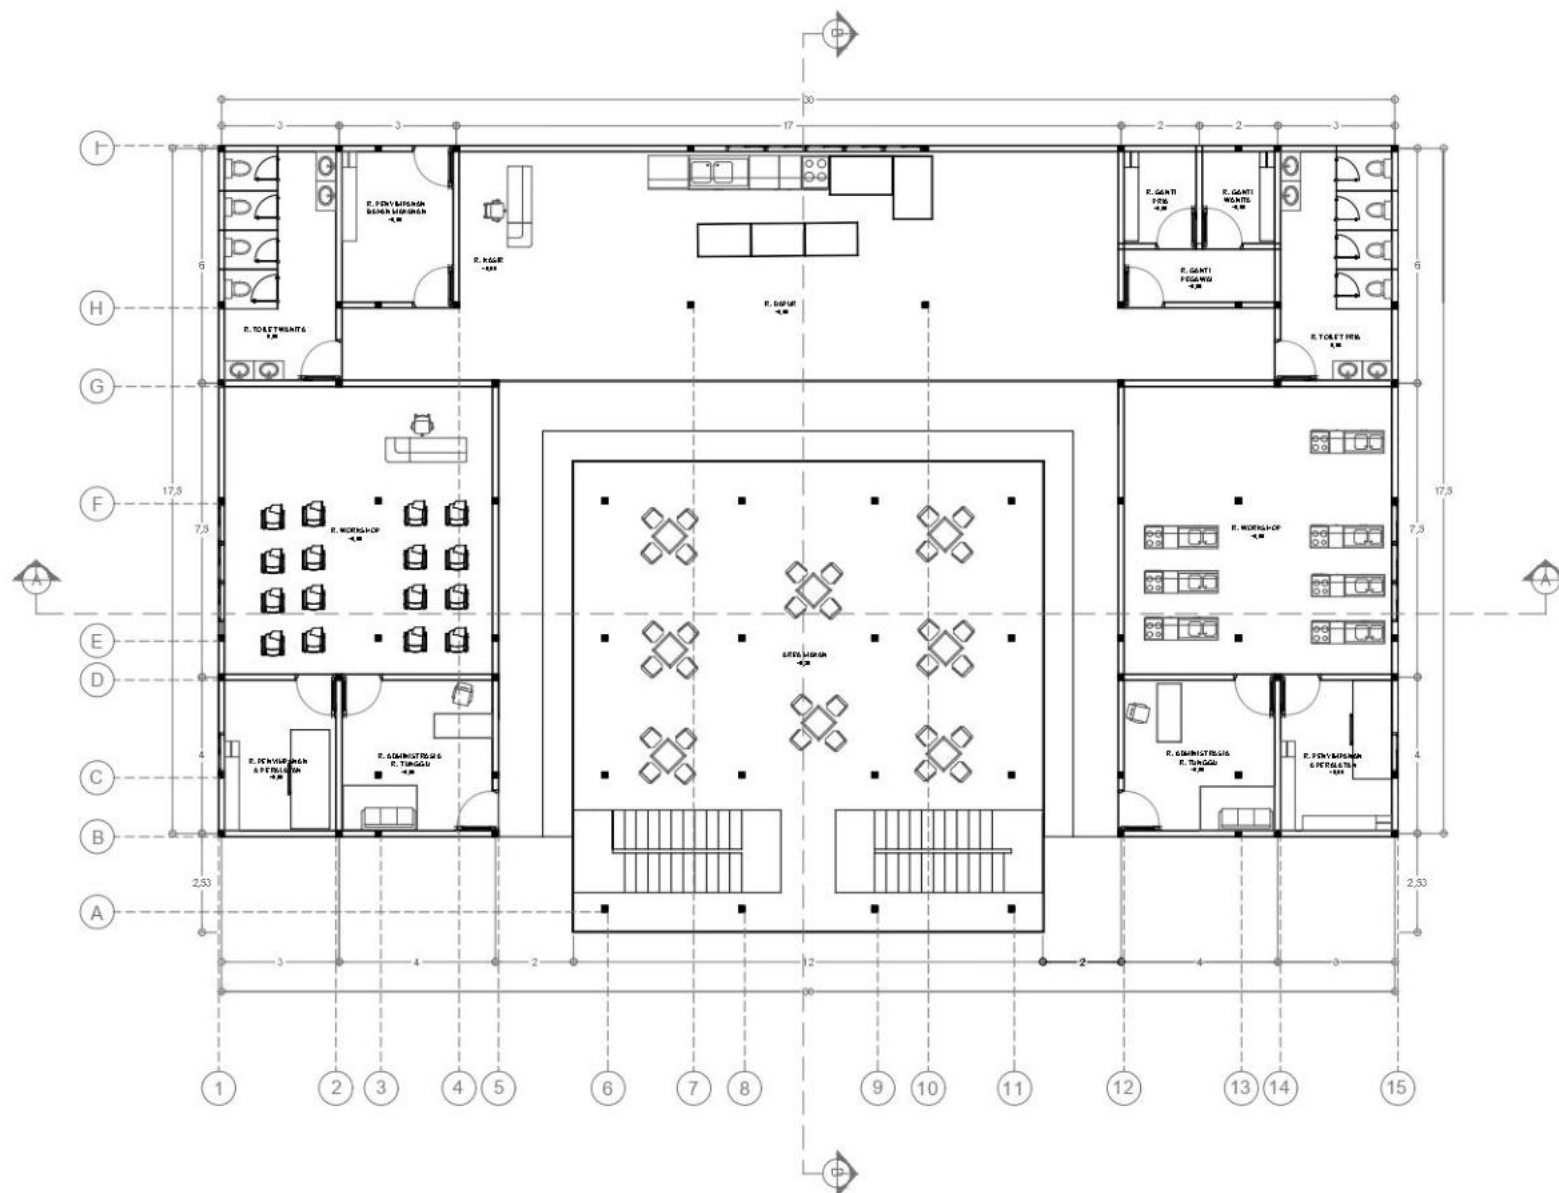 30
3
3
17
2
2
3
I
R. PENYIMPANAN
BAHAN MAKANAN
R. GANTI
PRIA
R. GANTI
WANITA
6
R. KASIR
R. GANTI
PEGAWAI
6
H
R. DAPUR
R. TOILET WANITA
R. TOILET PRIA
G
17,5
F
7,5
R. WORKSHOP
R. WORKSHOP
7,5
17,5
A
A
E
AREA MAKAN
D
R. PENYIMPANAN
& PERALATAN
R. ADMINISTRASI &
R. TUNGGU
R. ADMINISTRASI &
R. TUNGGU
R. PENYIMPANAN
& PERALATAN
4
4
C
B
2,53
2,53
A
3
4
2
12
2
4
3
30
1
2
3
4
5
6
7
8
9
10
11
12
13
14
15